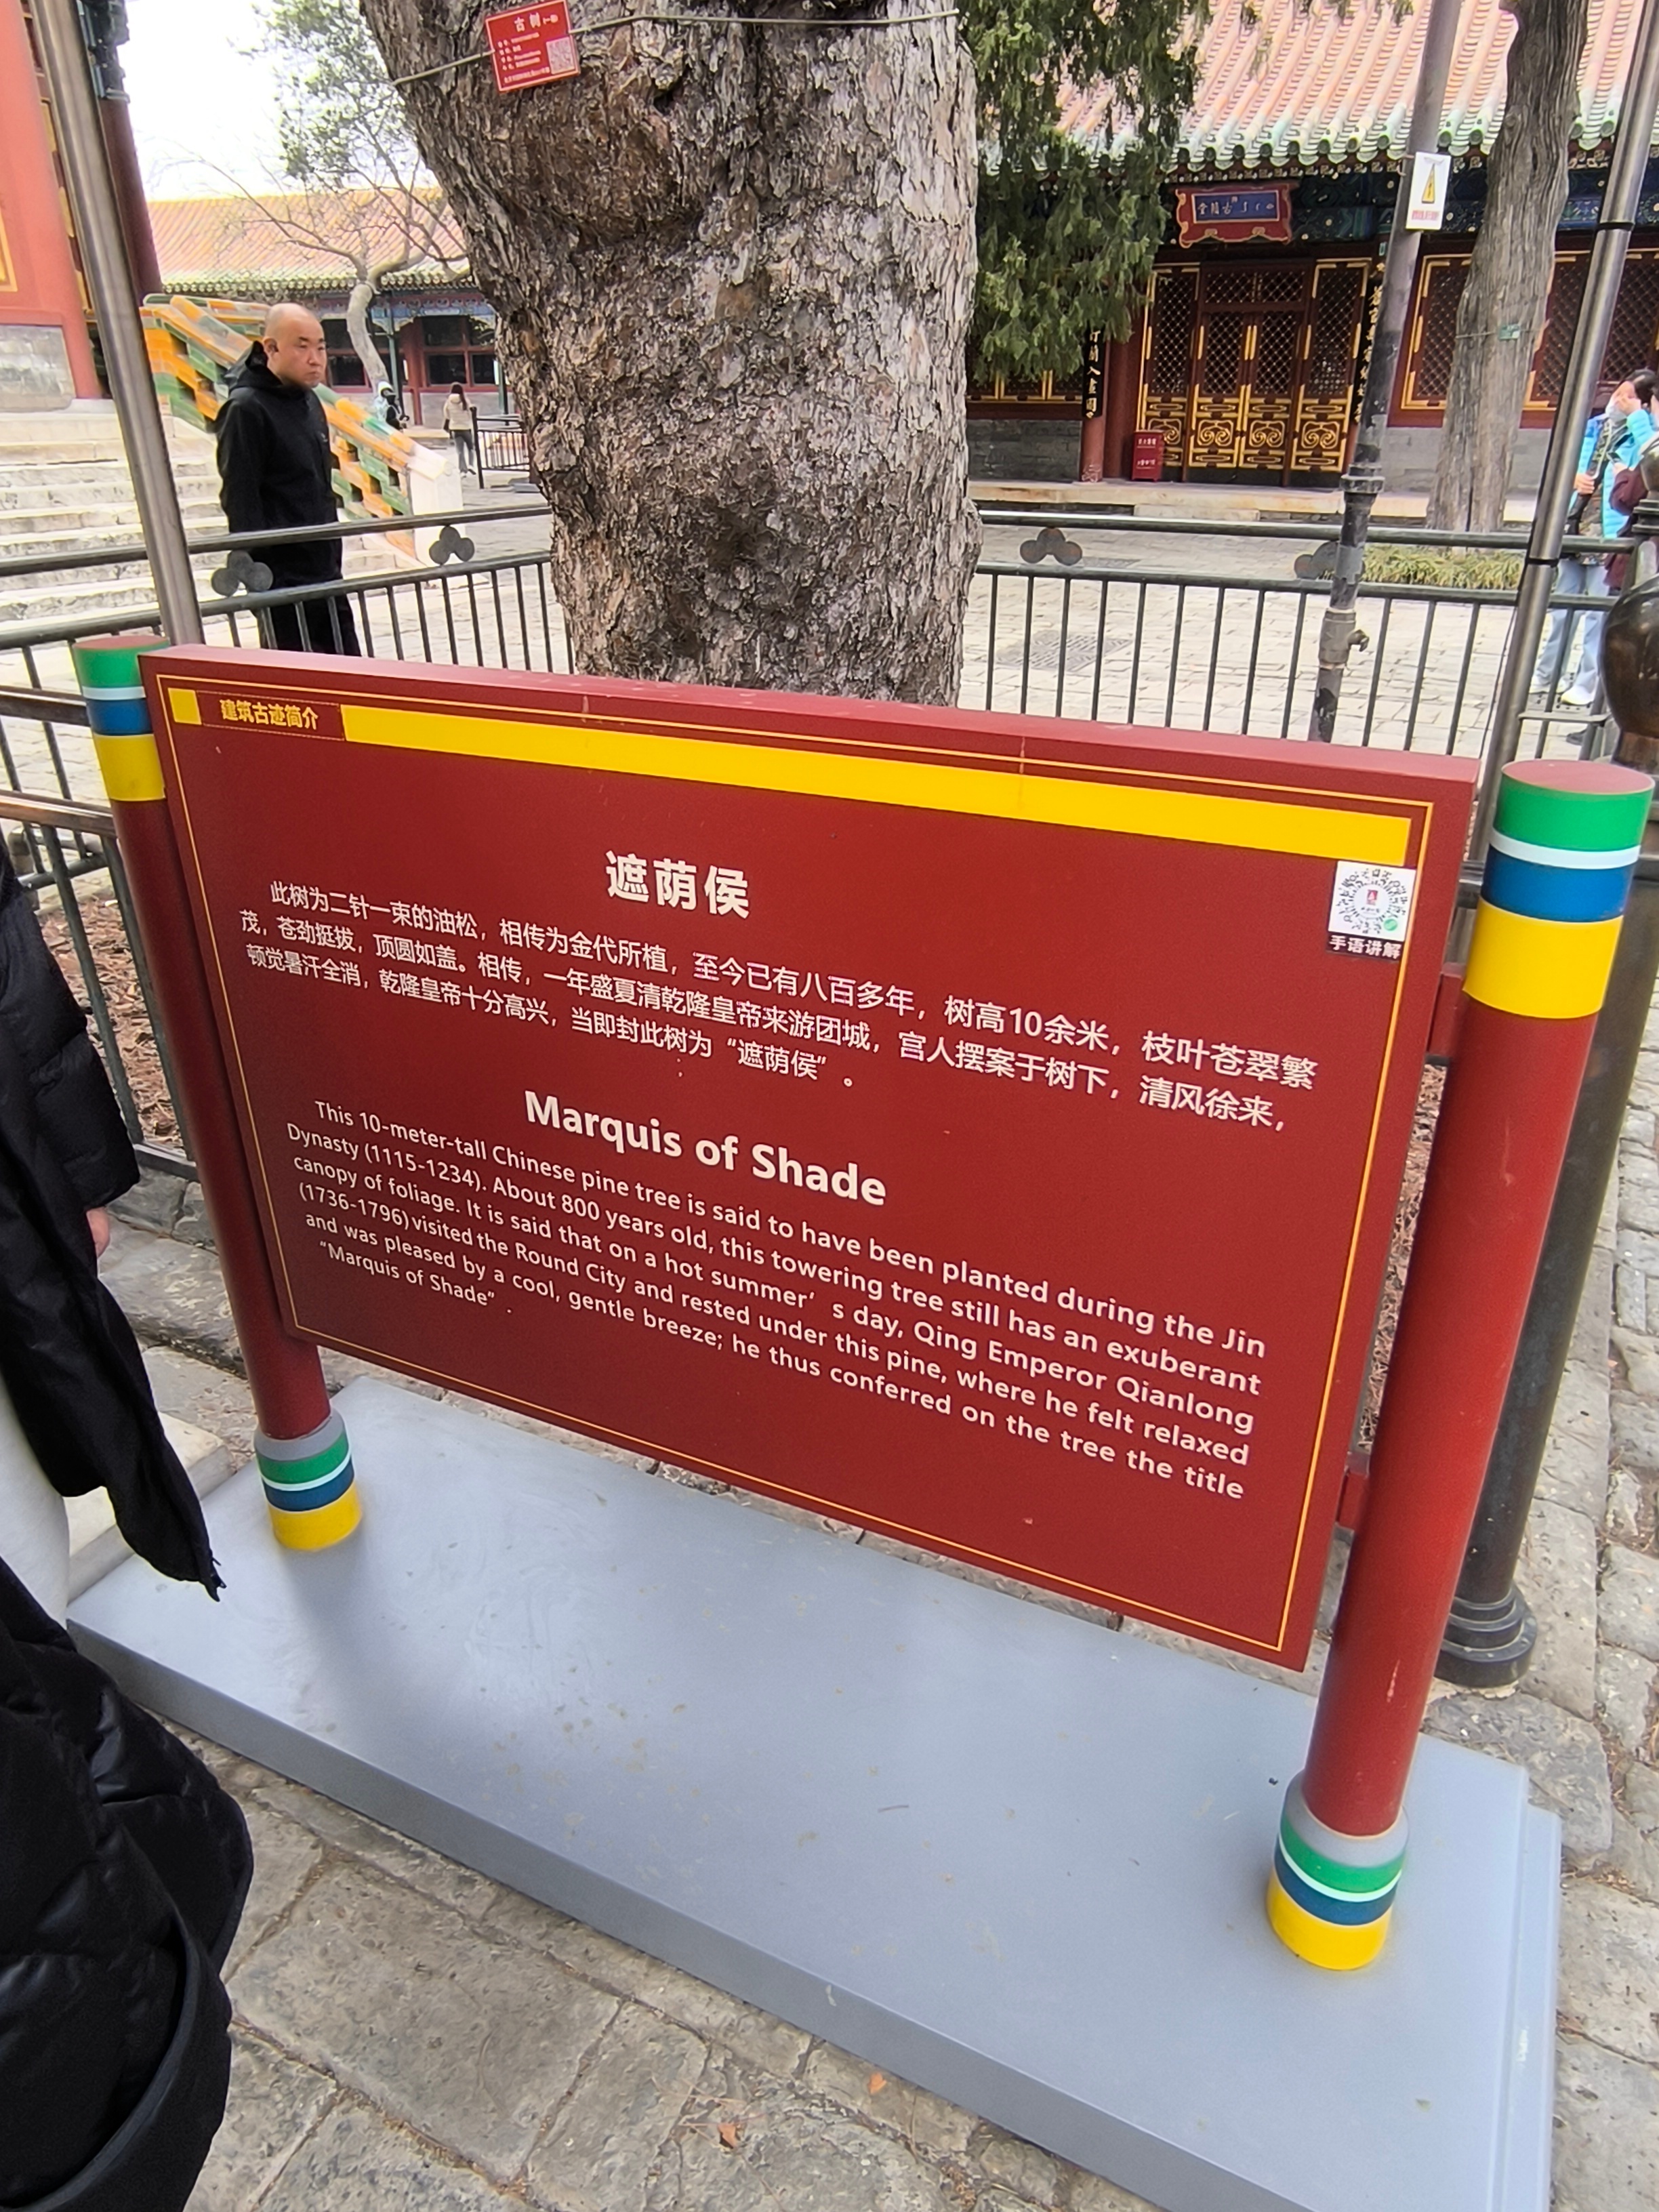 古树
古籁堂
建筑古迹简介
遮荫侯
手语讲解
此树为二针一束的油松，相传为金代所植，至今已有八百多年，树高10余米，枝叶苍翠繁
茂，苍劲挺拔，顶圆如盖。相传，一年盛夏清乾隆皇帝来游团城，宫人摆案于树下，清风徐来，
顿觉暑汗全消，乾隆皇帝十分高兴，当即封此树为“遮荫侯”。
Marquis of Shade
This 10-meter-tall Chinese pine tree is said to have been planted during the Jin
Dynasty (1115-1234). About 800 years old, this towering tree still has an exuberant
canopy of foliage. It is said that on a hot summer’s day, Qing Emperor Qianlong
(1736-1796) visited the Round City and rested under this pine, where he felt relaxed
and was pleased by a cool, gentle breeze; he thus conferred on the tree the title
“Marquis of Shade”.